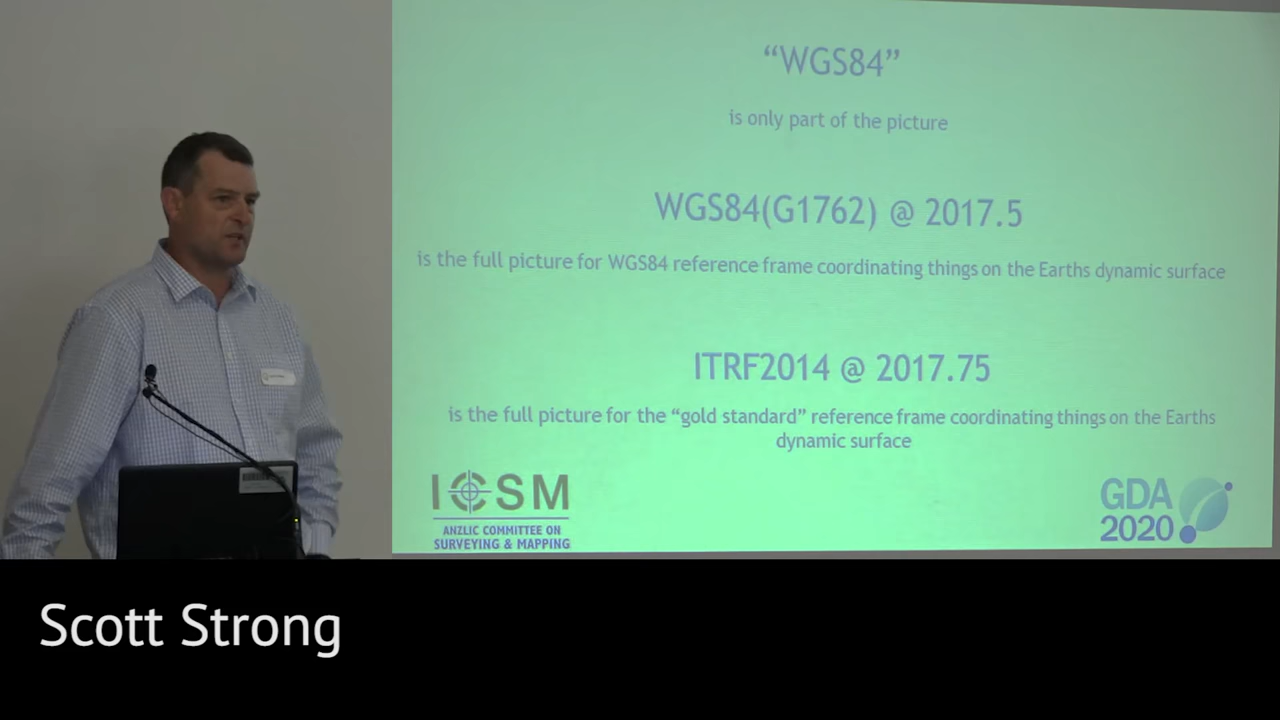 “WGS84”
is only part of the picture
WGS84(G1762) @ 2017.5
is the full picture for WGS84 reference frame coordinating things on the Earths dynamic surface
ITRF2014 @ 2017.75
is the full picture for the “gold standard” reference frame coordinating things on the Earths
dynamic surface
ICSM
ANZLIC COMMITTEE ON
SURVEYING & MAPPING
GDA
2020
Scott Strong